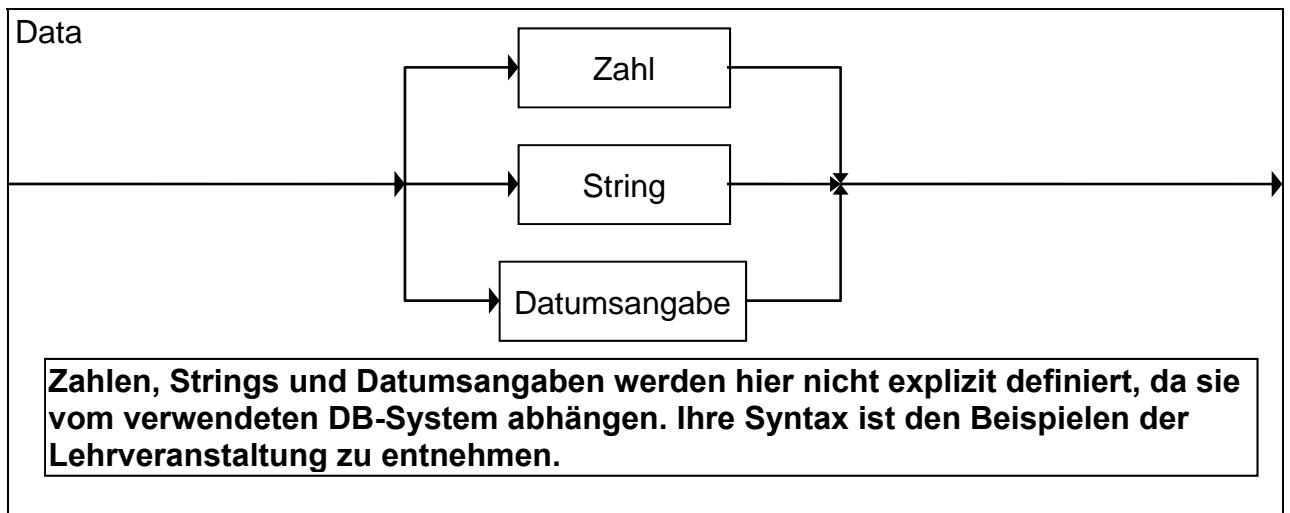 Data
Zahl
String
Datumsangabe
Zahlen, Strings und Datumsangaben werden hier nicht explizit definiert, da sie
vom verwendeten DB-System abhängen. Ihre Syntax ist den Beispielen der
Lehrveranstaltung zu entnehmen.